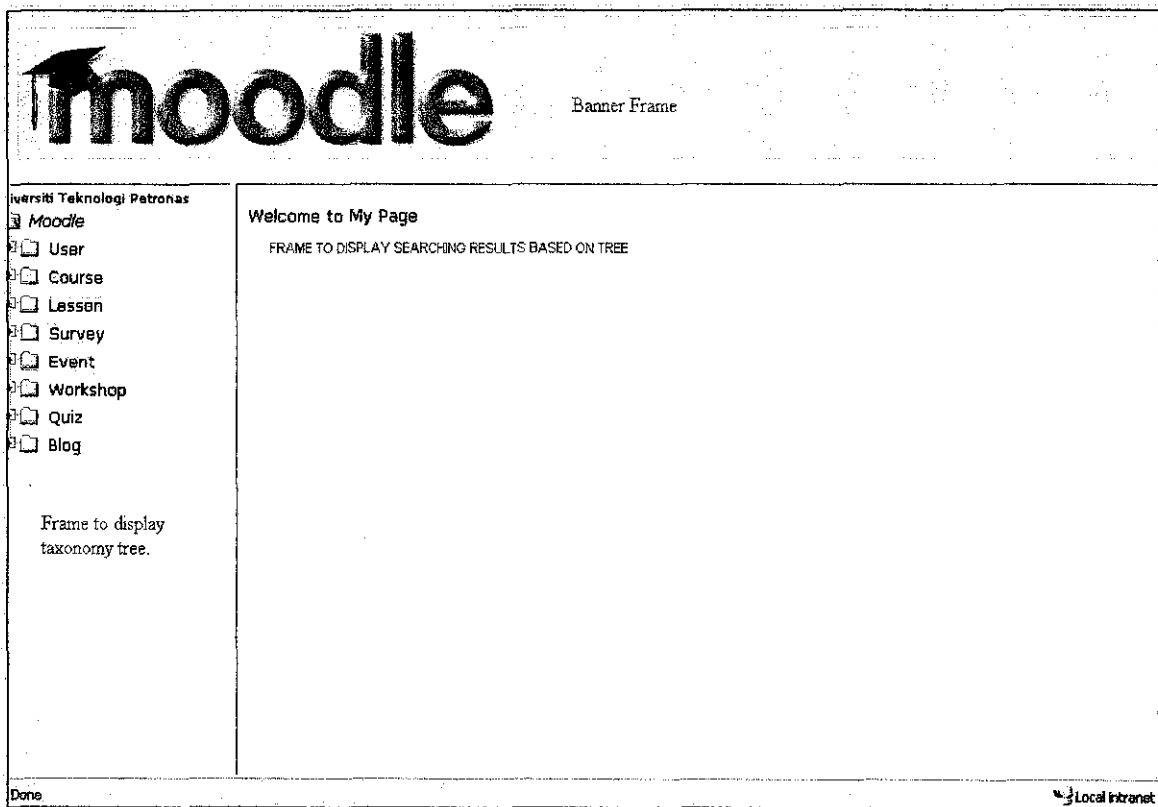 moodle
Banner Frame
iversiti Teknologi Petronas
Moodle
User
Course
Lesson
Survey
Event
Workshop
Quiz
Blog
Frame to display
taxonomy tree.
Welcome to My Page
FRAME TO DISPLAY SEARCHING RESULTS BASED ON TREE
Done
Local intranet